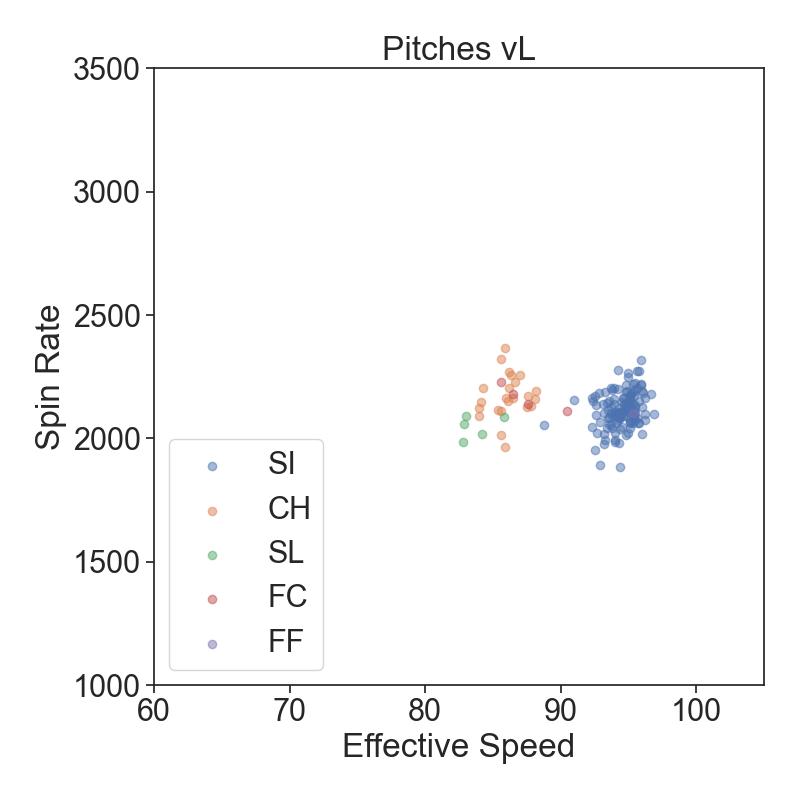 Pitches vL
3500
3000
2500
2000
1500
1000
Spin Rate
SI
CH
SL
FC
FF
60 70 80 90 100
Effective Speed